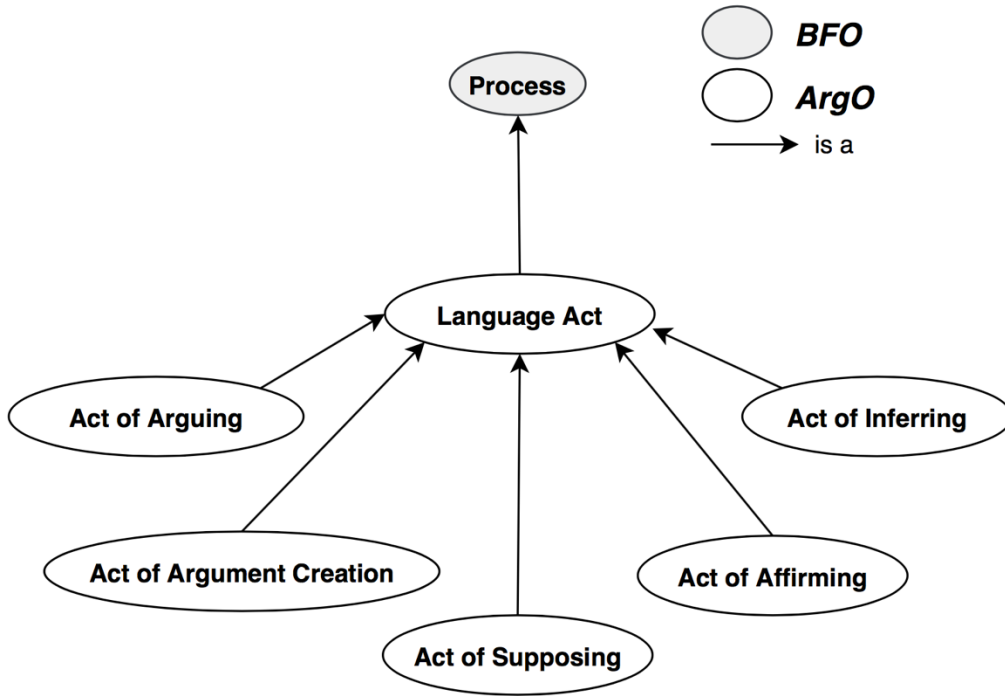 BFO
Process
ArgO
is a
Language Act
Act of Arguing
Act of Inferring
Act of Argument Creation
Act of Affirming
Act of Supposing